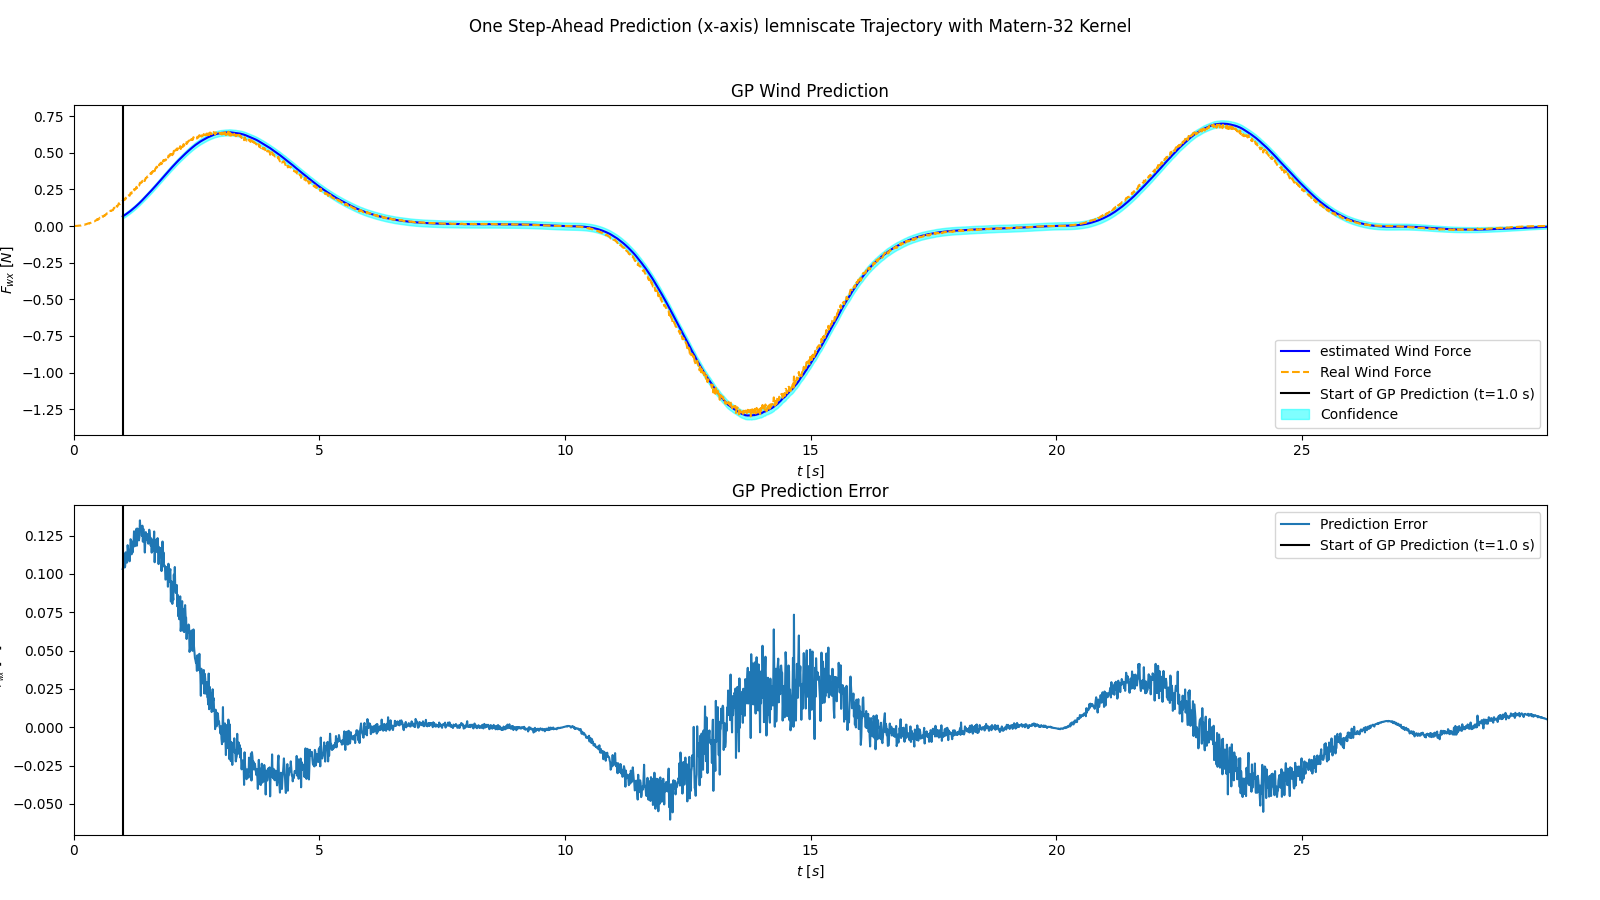 One Step-Ahead Prediction (x-axis) lemniscate Trajectory with Matern-32 Kernel
GP Wind Prediction
0.75
0.50
0.25
0.00
−0.25
−0.50
−0.75
−1.00
−1.25
F_wx [N]
estimated Wind Force
Real Wind Force
Start of GP Prediction (t=1.0 s)
Confidence
0 5 10 15 20 25
t [s]
GP Prediction Error
0.125
0.100
0.075
0.050
0.025
0.000
−0.025
−0.050
Prediction Error
Start of GP Prediction (t=1.0 s)
0 5 10 15 20 25
t [s]